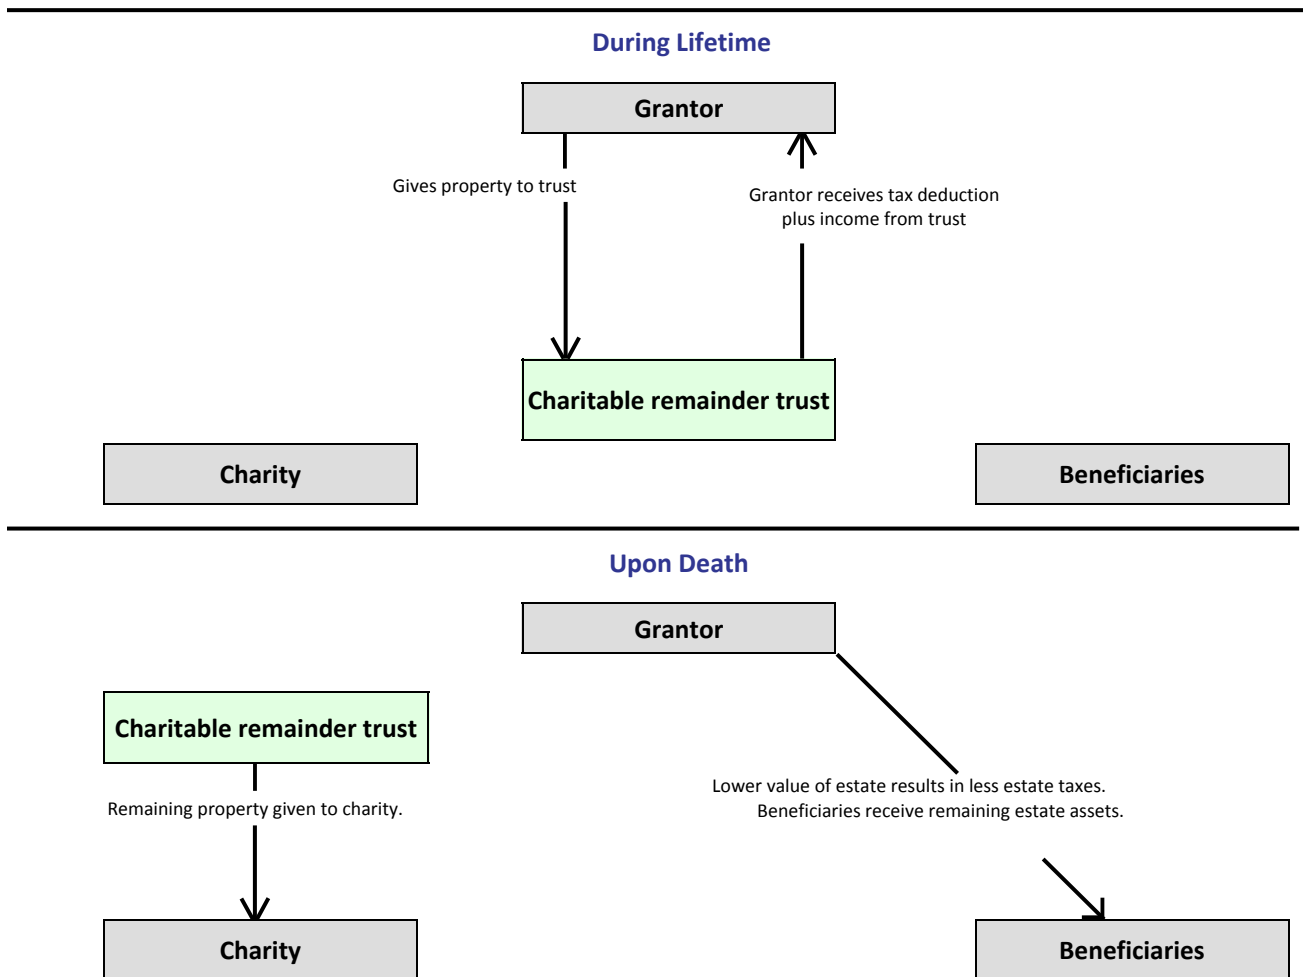 During Lifetime
Grantor
Gives property to trust
Grantor receives tax deduction
plus income from trust
Charitable remainder trust
Charity
Beneficiaries
Upon Death
Grantor
Charitable remainder trust
Lower value of estate results in less estate taxes.
Beneficiaries receive remaining estate assets.
Remaining property given to charity.
Charity
Beneficiaries